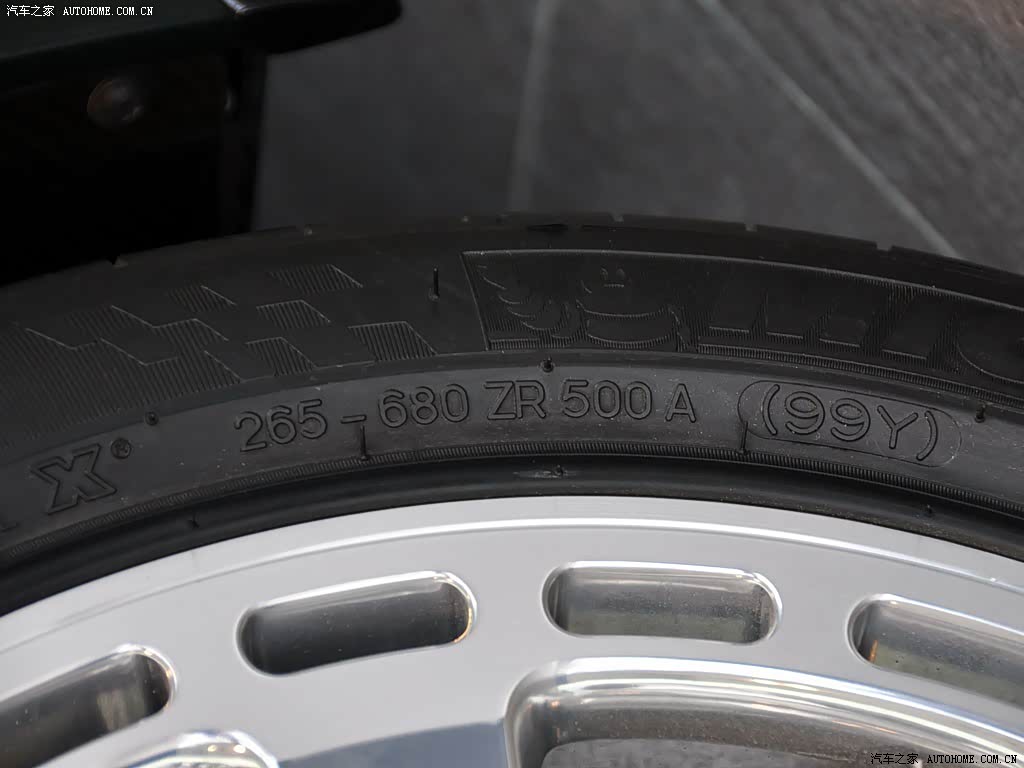 汽车之家 AUTOHOME.COM.CN
MIC
X® 265-680 ZR 500 A (99Y)
汽车之家 AUTOHOME.COM.CN